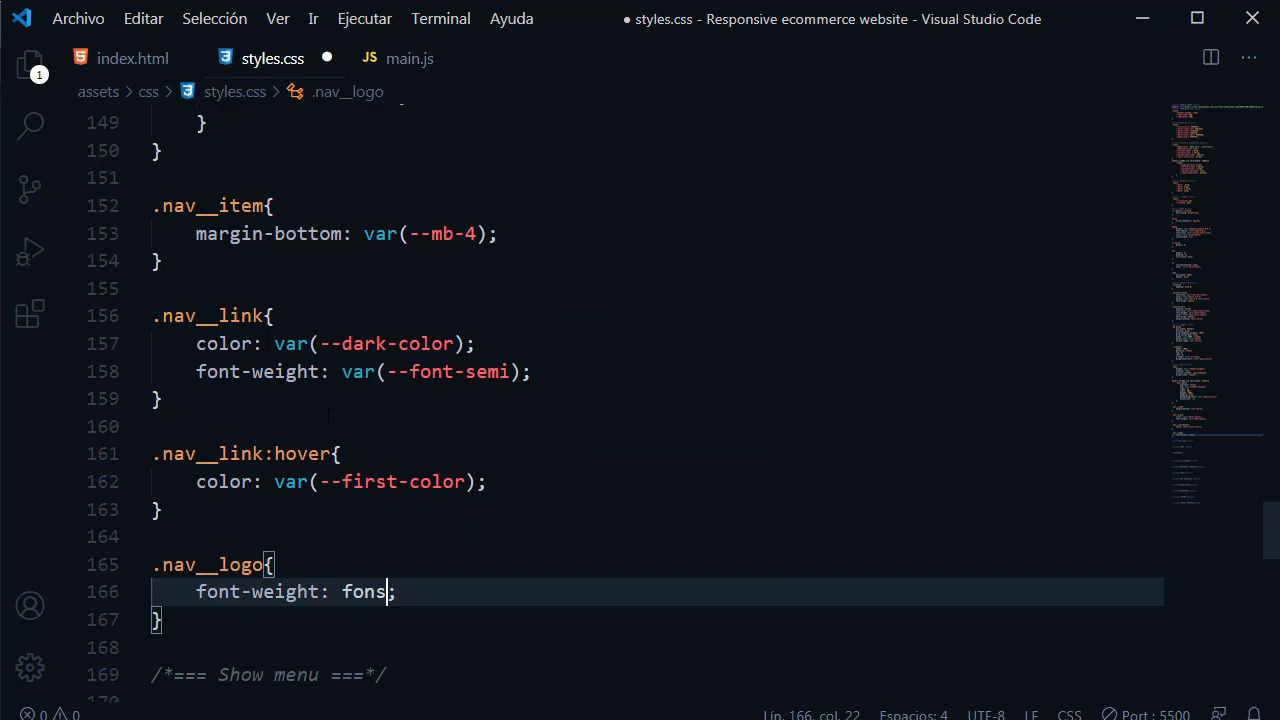 Archivo Editar Selección Ver Ir Ejecutar Terminal Ayuda ● styles.css - Responsive ecommerce website - Visual Studio Code
index.html styles.css JS main.js
1
assets > css > styles.css > .nav__logo
149 }
150 }
151
152 .nav__item{
153 margin-bottom: var(--mb-4);
154 }
155
156 .nav__link{
157 color: var(--dark-color);
158 font-weight: var(--font-semi);
159 }
160
161 .nav__link:hover{
162 color: var(--first-color);
163 }
164
165 .nav__logo{
166 font-weight: fons;
167 }
168
169 /*=== Show menu ===*/
170
0 0 Lín. 166, col. 22 Espacios: 4 UTF-8 LF CSS Port : 5500